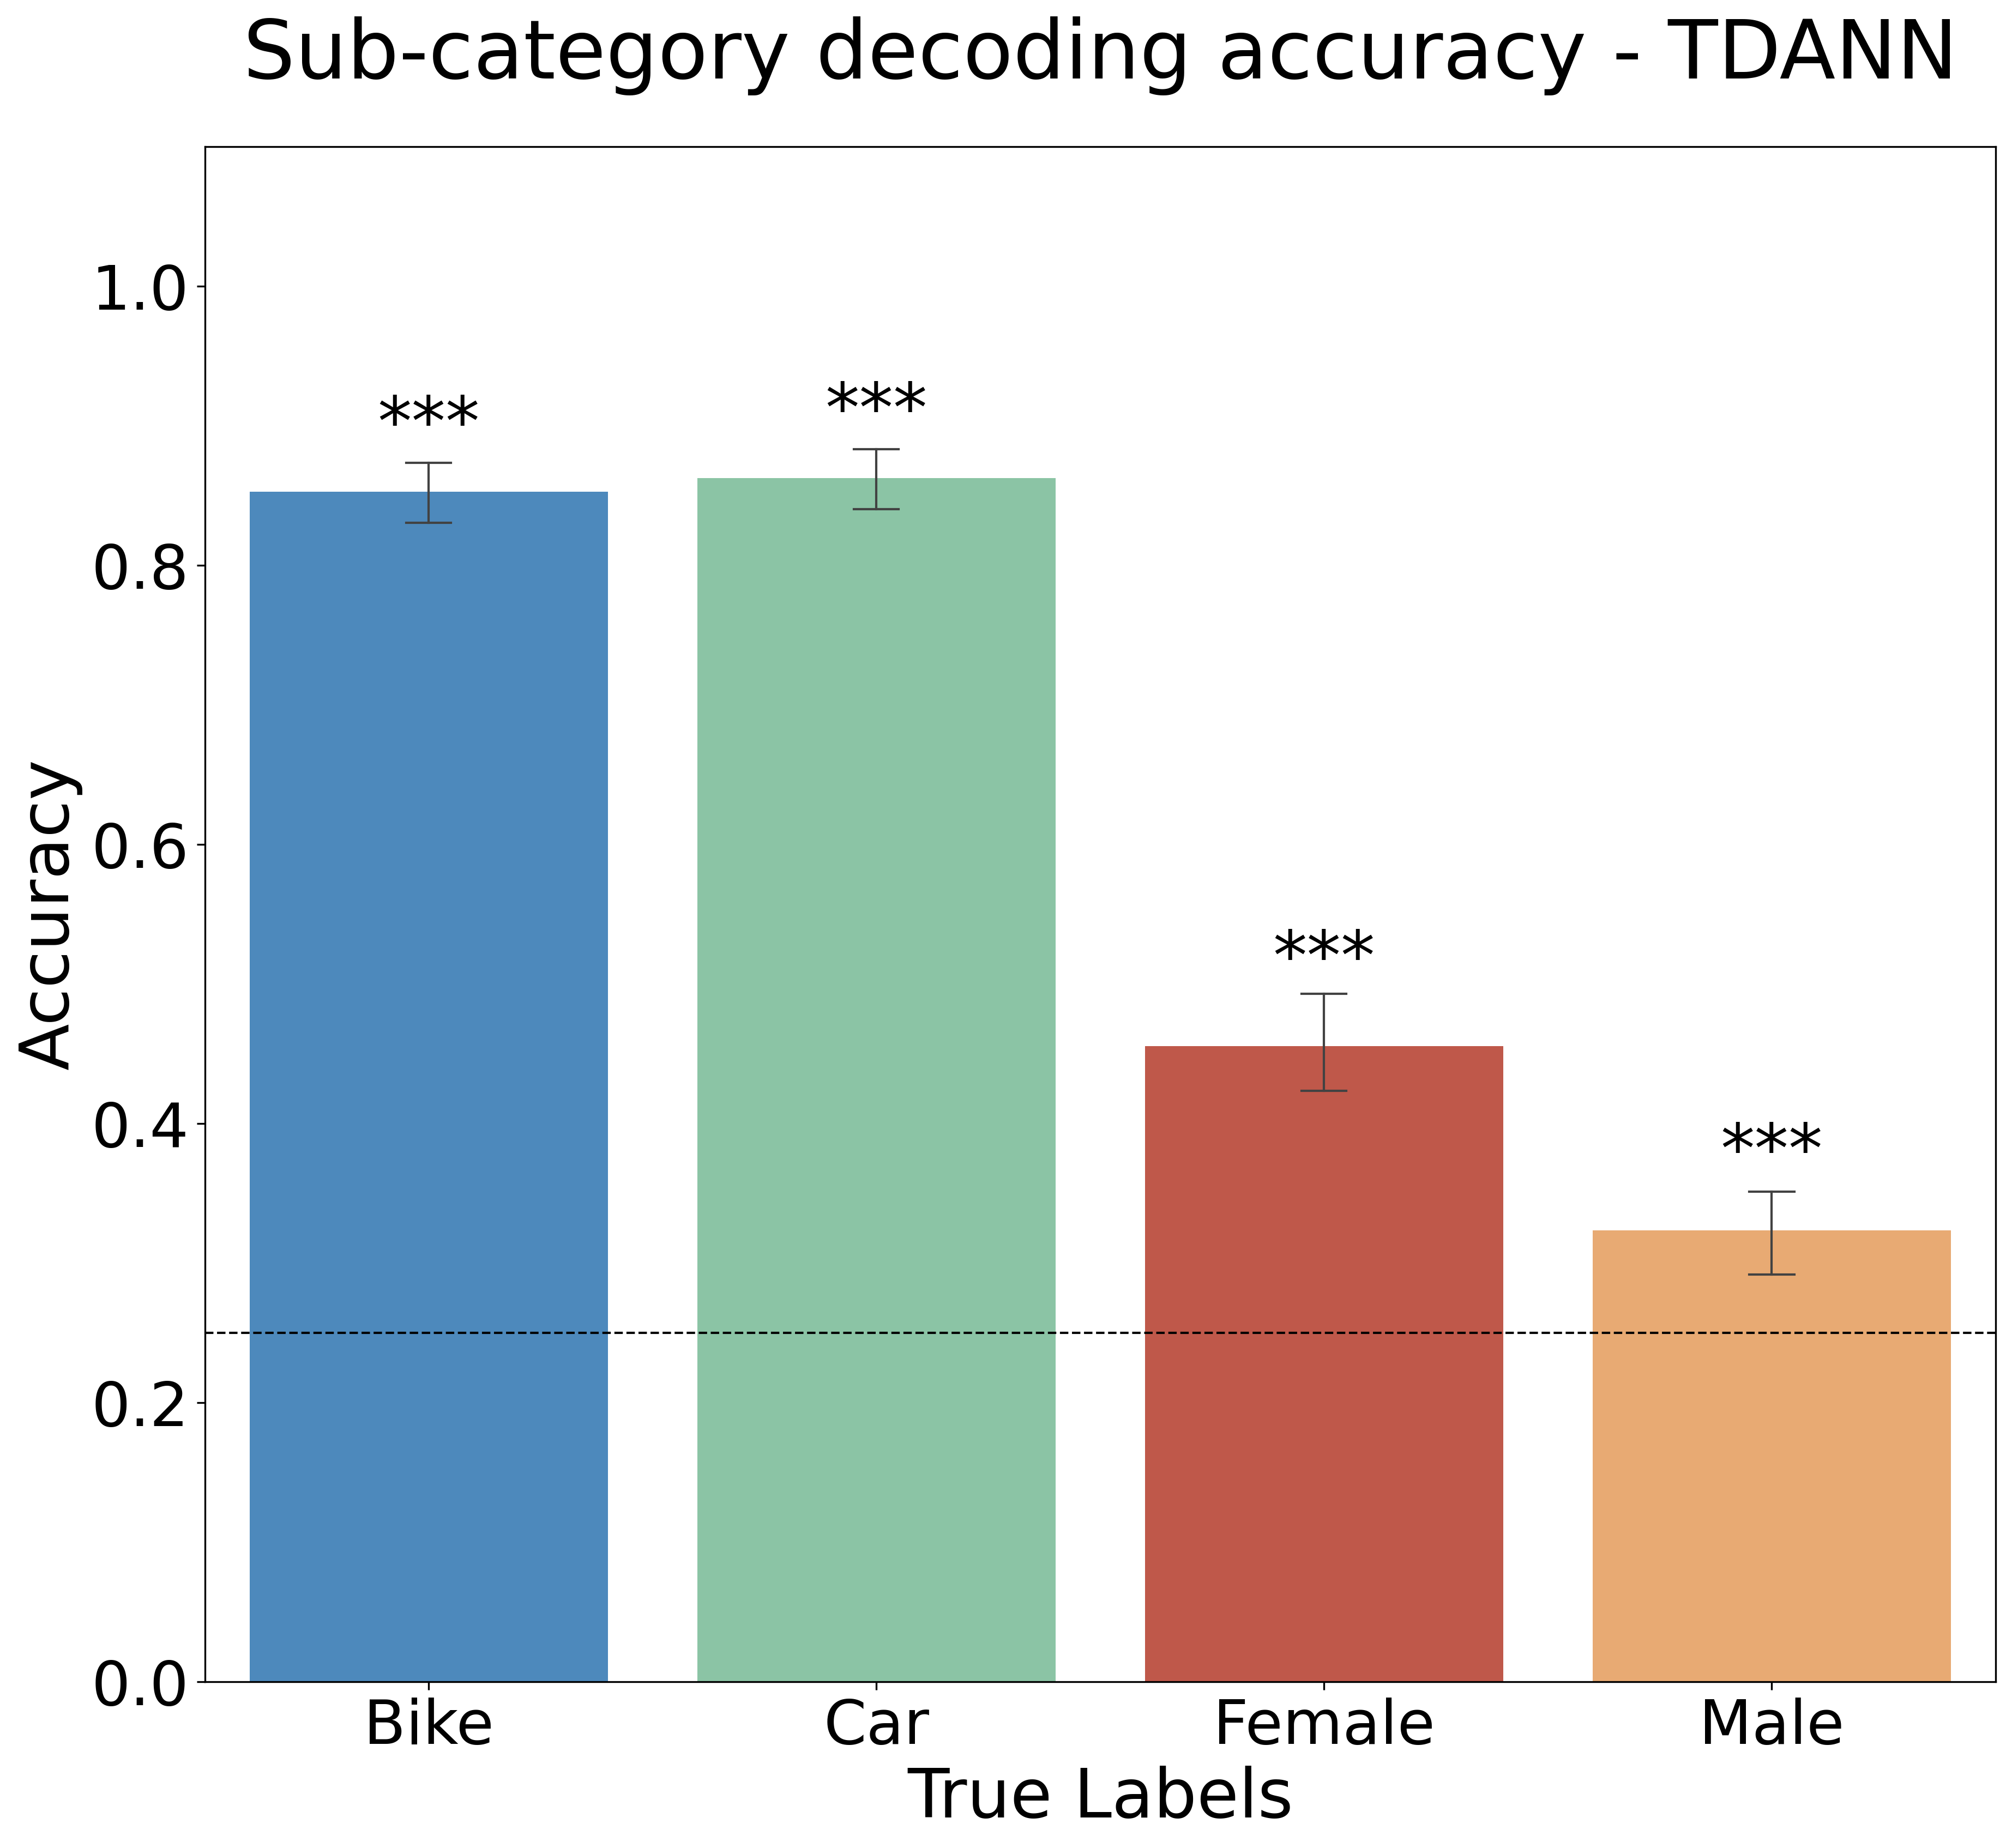 Sub-category decoding accuracy - TDANN
1.0
0.8
0.6
0.4
0.2
0.0
Accuracy
***
***
***
***
Bike Car Female Male
True Labels